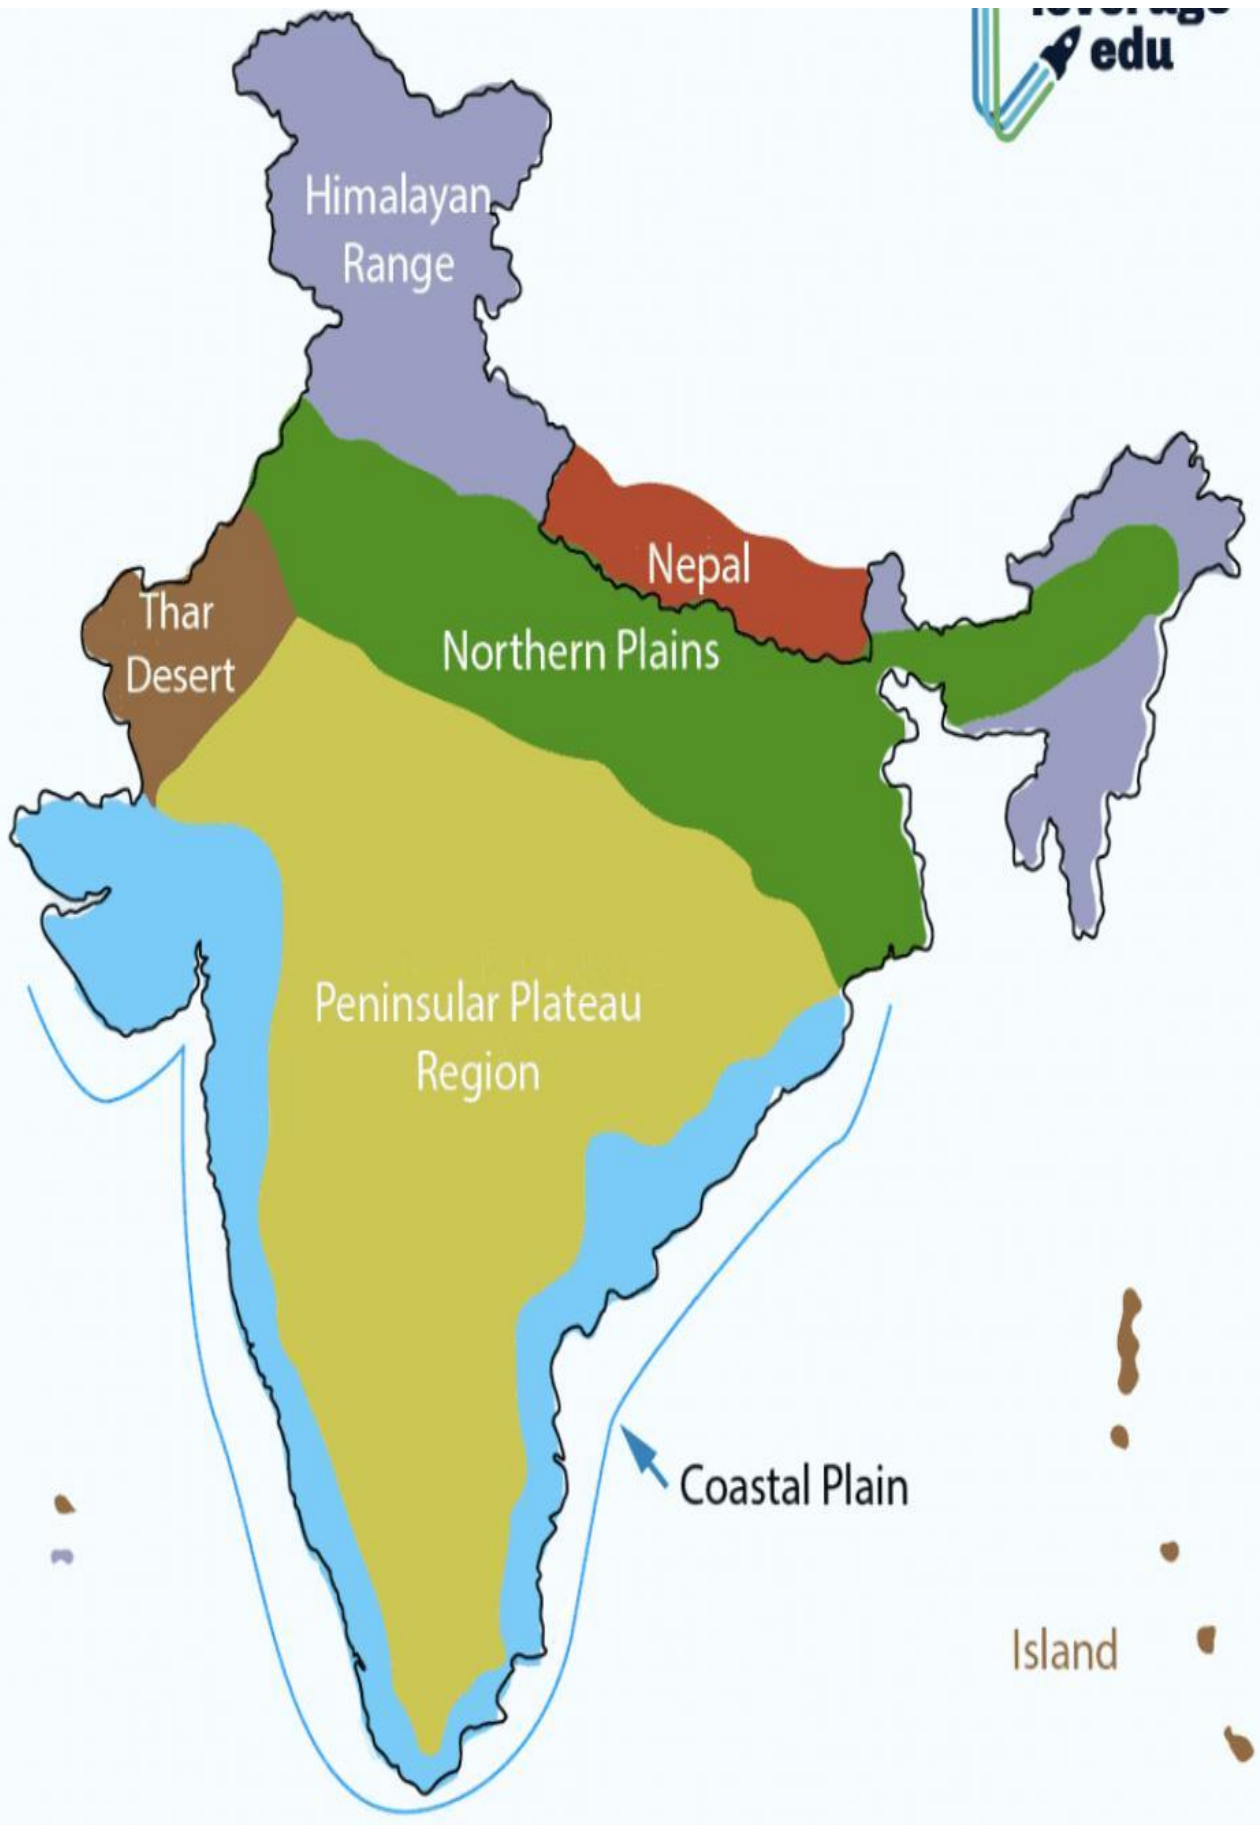 edu
Himalayan
Range
Nepal
Thar
Desert
Northern Plains
Peninsular Plateau
Region
Coastal Plain
Island